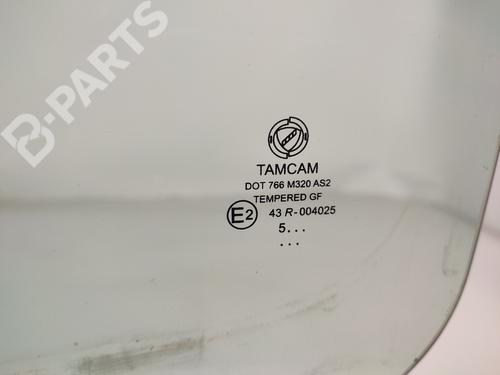 B-PARTS
TAMCAM
DOT 766 M320 AS2
TEMPERED GF
E2 43 R-004025
5...
...